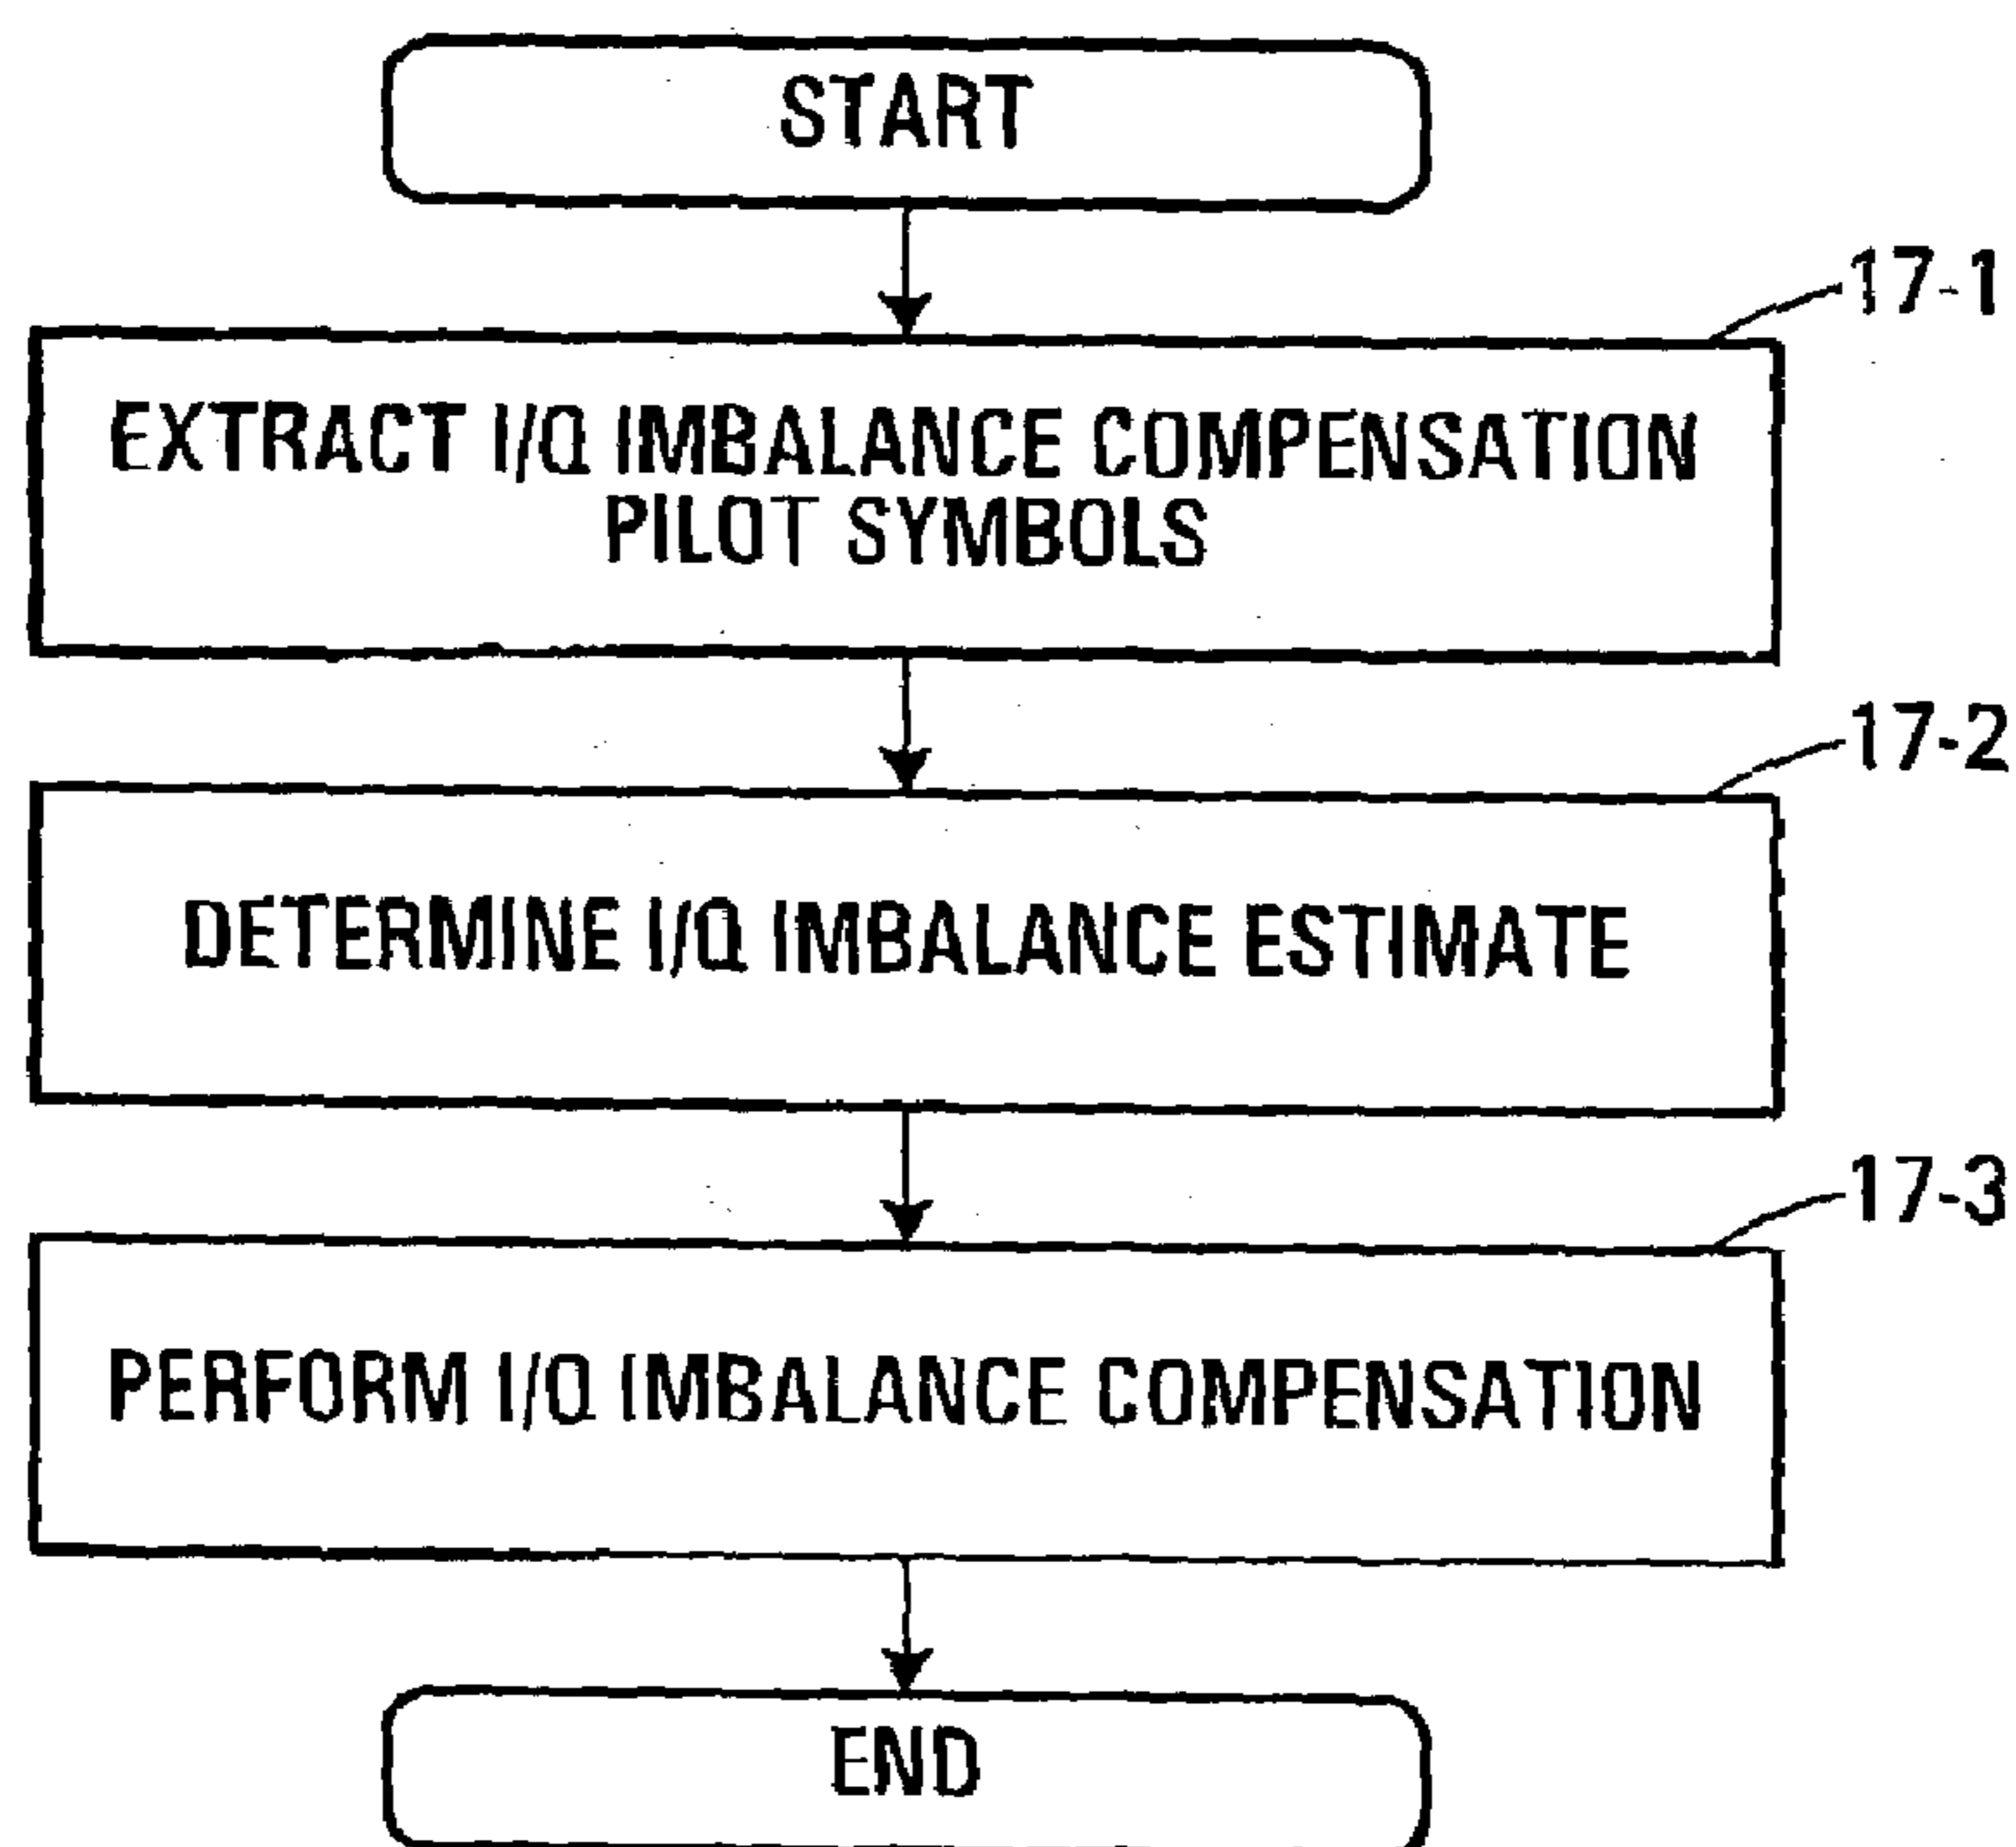 START
17-1
EXTRACT I/Q IMBALANCE COMPENSATION
PILOT SYMBOLS
17-2
DETERMINE I/Q IMBALANCE ESTIMATE
17-3
PERFORM I/Q IMBALANCE COMPENSATION
END